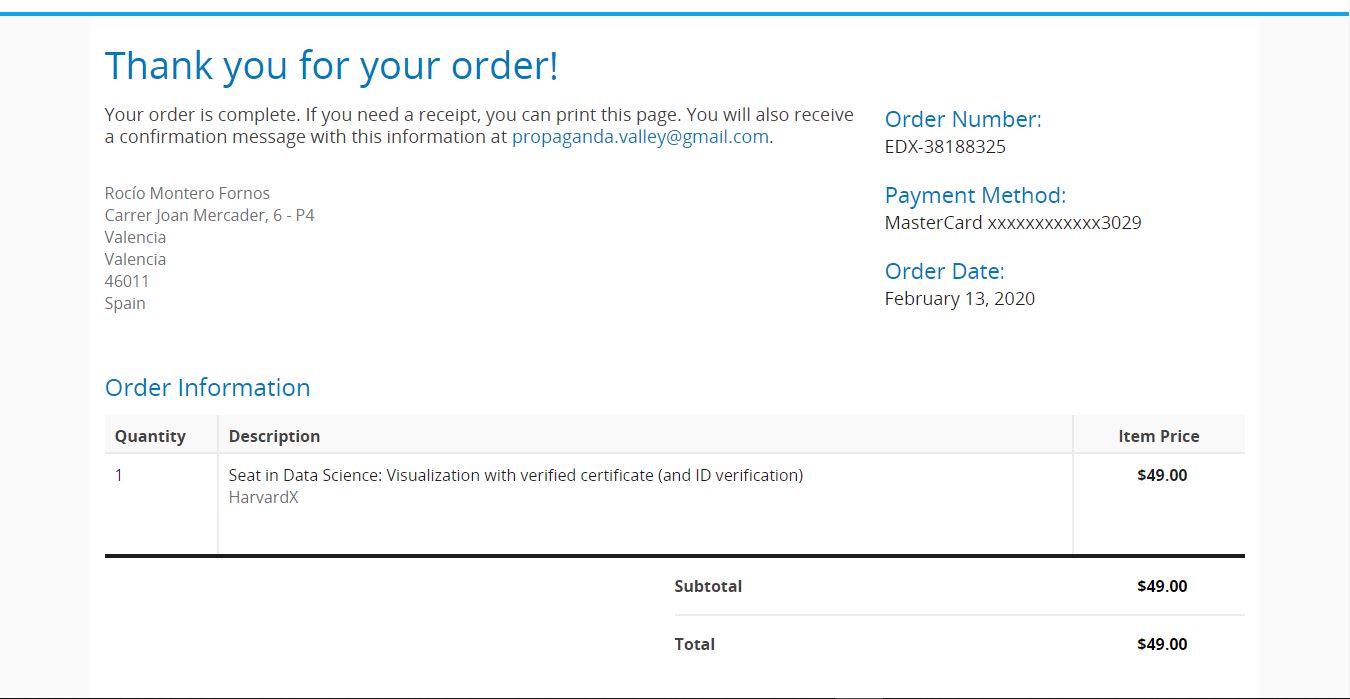 Thank you for your order!
Your order is complete. If you need a receipt, you can print this page. You will also receive
a confirmation message with this information at propaganda.valley@gmail.com.
Rocío Montero Fornos
Carrer Joan Mercader, 6 - P4
Valencia
Valencia
46011
Spain
Order Number:
EDX-38188325
Payment Method:
MasterCard xxxxxxxxxxxx3029
Order Date:
February 13, 2020
Order Information
Quantity Description Item Price
1 Seat in Data Science: Visualization with verified certificate (and ID verification) $49.00
HarvardX
Subtotal $49.00
Total $49.00